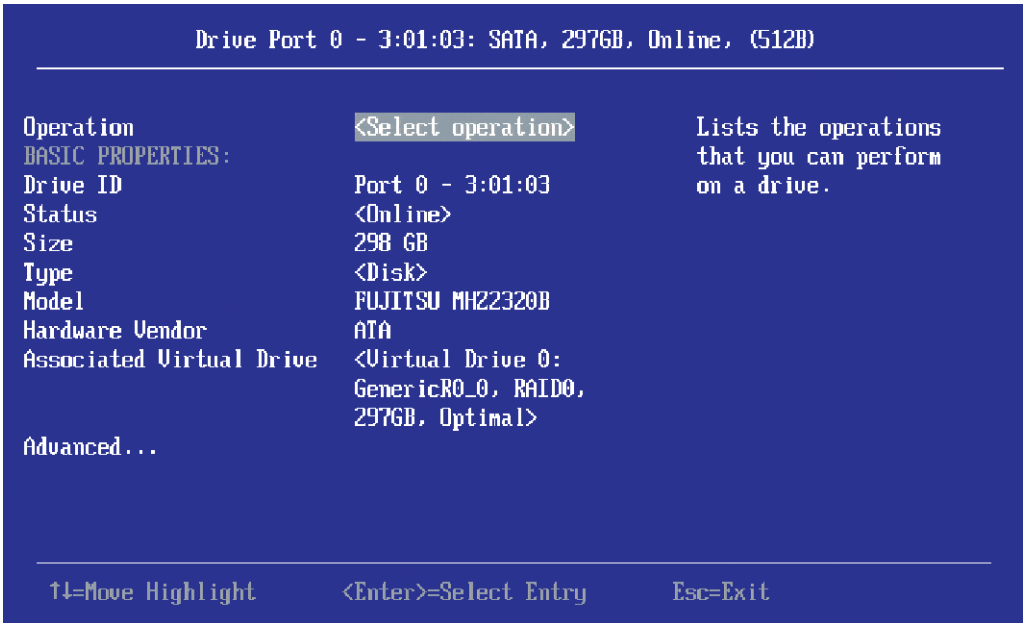 Drive Port 0 - 3:01:03: SATA, 297GB, Online, (512B)
Operation <Select operation> Lists the operations
BASIC PROPERTIES: that you can perform
Drive ID Port 0 - 3:01:03 on a drive.
Status <Online>
Size 298 GB
Type <Disk>
Model FUJITSU MHZ2320B
Hardware Vendor ATA
Associated Virtual Drive <Virtual Drive 0:
GenericR0_0, RAID0,
297GB, Optimal>
Advanced...
↑↓=Move Highlight <Enter>=Select Entry Esc=Exit